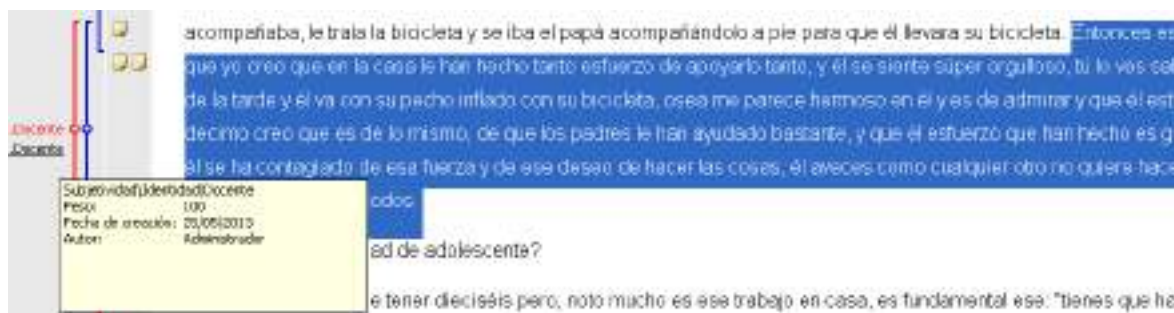 acompañaba, le traía la bicicleta y se iba el papá acompañándolo a pie para que él llevara su bicicleta. Entonces es
que yo creo que en la casa le han hecho tanto esfuerzo de apoyarlo tanto, y él se siente súper orgulloso, tú lo ves sal
de la tarde y él va con su pecho inflado con su bicicleta, osea me parece hermoso en él y es de admirar y que él es
decimo creo que es de lo mismo, de que los padres le han ayudado bastante, y que el esfuerzo que han hecho es g
él se ha contagiado de esa fuerza y de ese deseo de hacer las cosas, él aveces como cualquier otro no quiere hace
odos
ad de adolescente?
e tener dieciséis pero, noto mucho es ese trabajo en casa, es fundamental ese: "tienes que ha
Docente
Docente
Subjetividad\Identidad\Docente
Peso: 100
Fecha de creación: 25/05/2013
Autor: Administrador